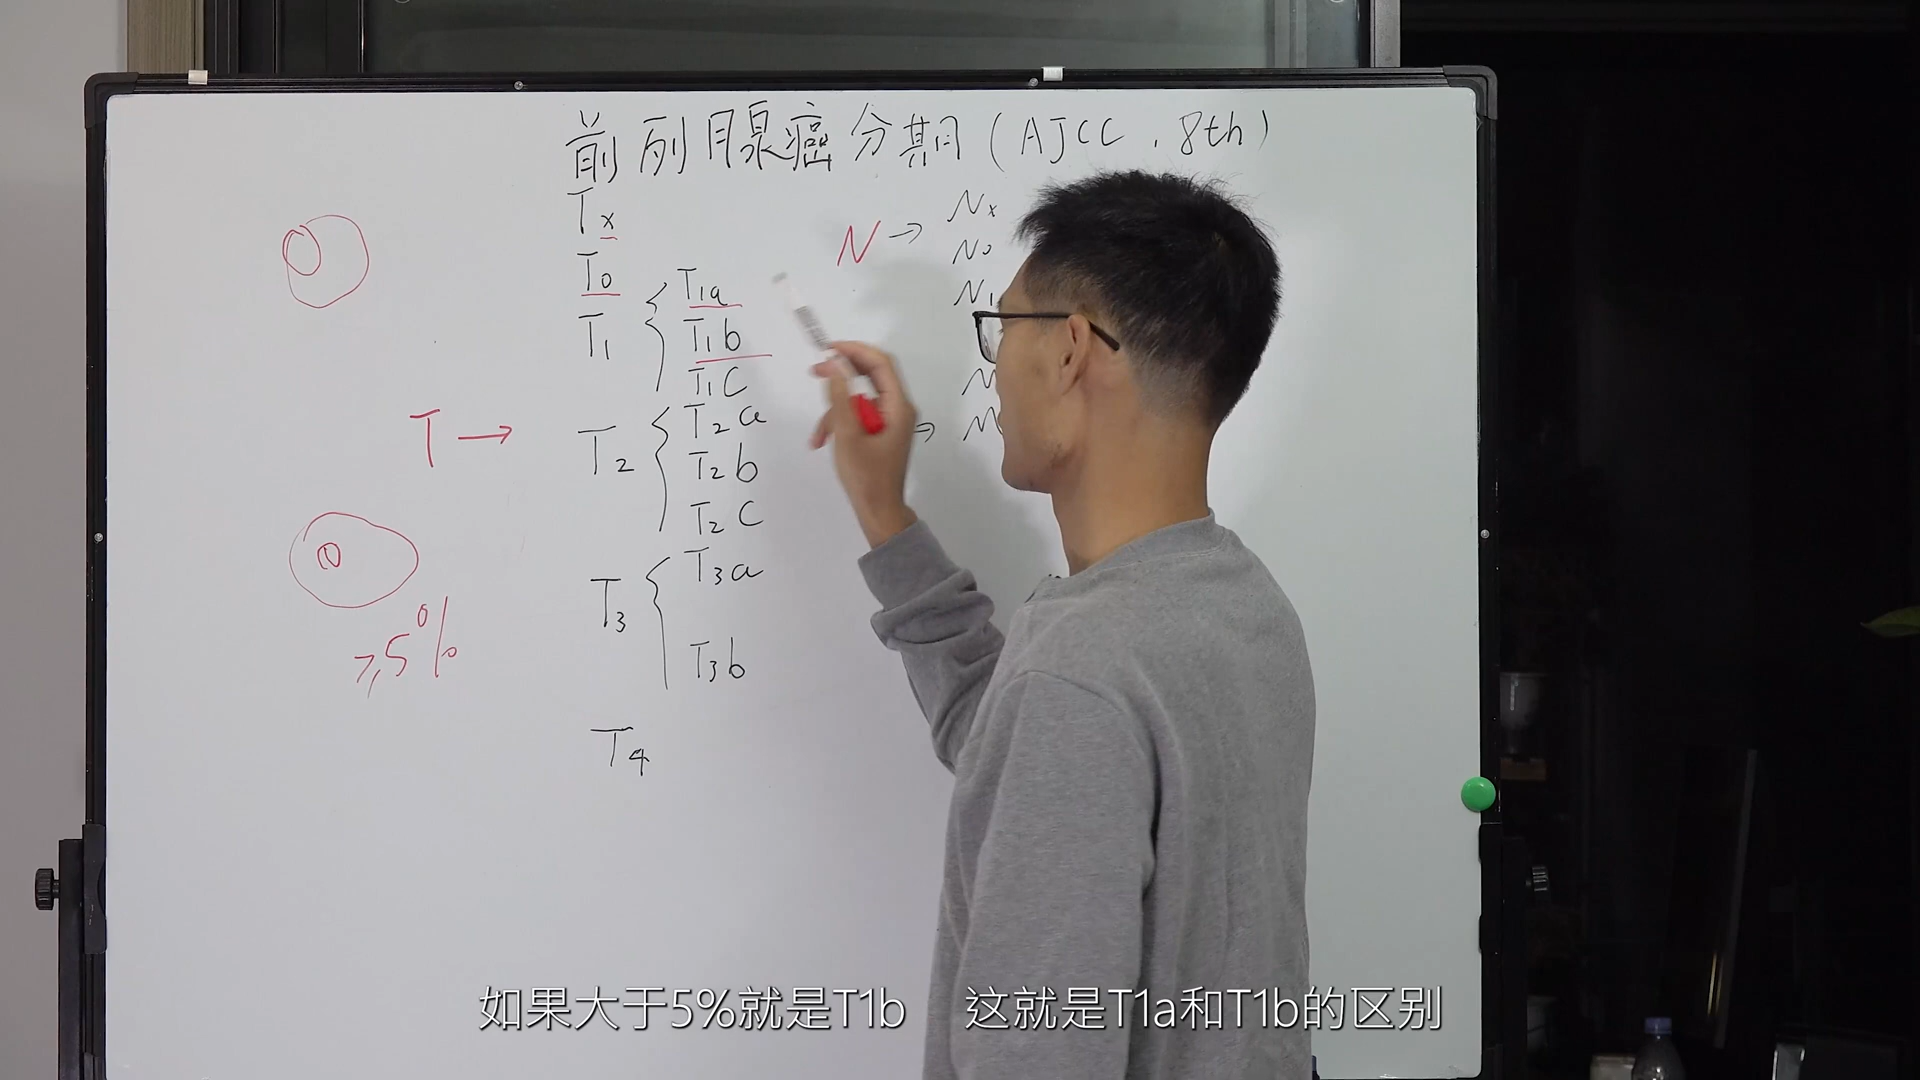 前列腺癌分期(AJCC,8th)
Tx
T0
T1
T1a
T1b
T1c
T →
T2
T2a
T2b
T2c
T3
T3a
T3b
T4
≥5%
N →
Nx
N0
N1
→
如果大于5%就是T1b 这就是T1a和T1b的区别